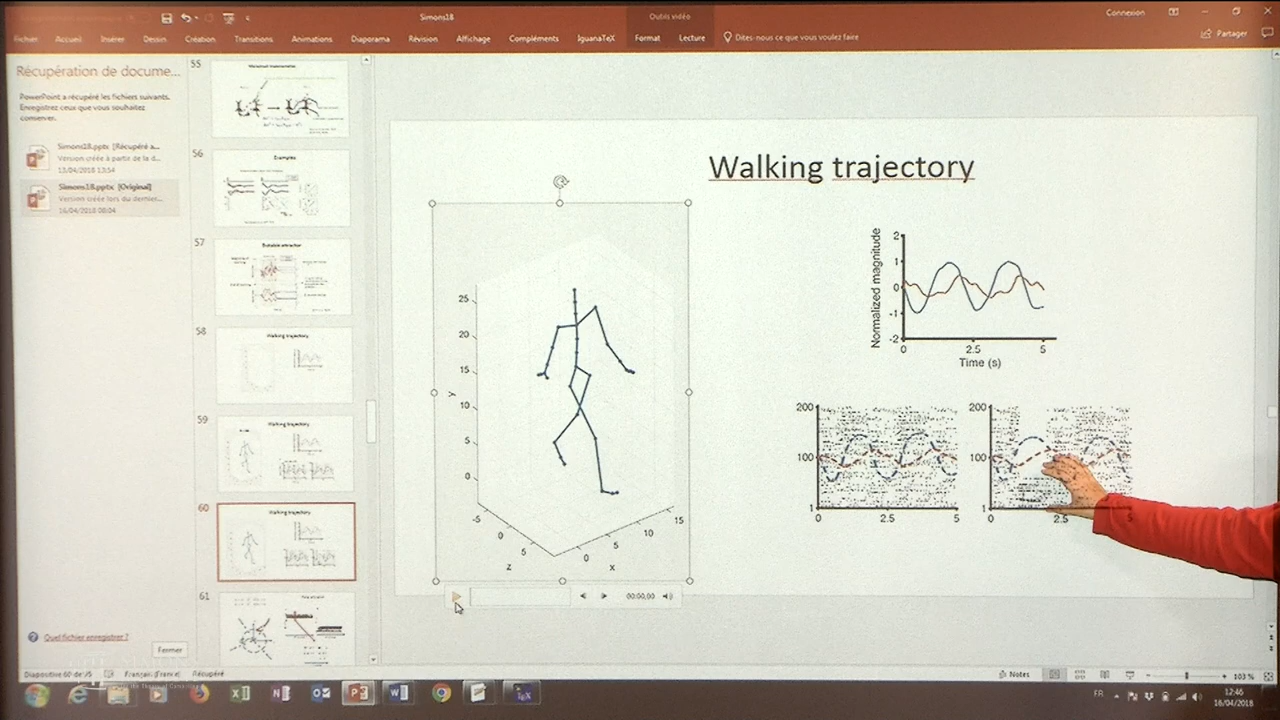 Simons18
Outils vidéo
Connexion
Fichier Accueil Insérer Dessin Création Transitions Animations Diaporama Révision Affichage Compléments IguanaTeX Format Lecture Dites-nous ce que vous voulez faire Partager
Récupération de docume...
PowerPoint a récupéré les fichiers suivants.
Enregistrez ceux que vous souhaitez
conserver.
Simons18.pptx [Récupéré a...
Version créée à partir de la d...
13/04/2018 13:54
Simons18.pptx [Original]
Version créée lors du dernier...
16/04/2018 08:04
Quel fichier enregistrer ?
Fermer
55
56
Examples
57
Bistable attractor
58
Walking trajectory
59
Walking trajectory
60
Walking trajectory
61
Walking trajectory
25
20
15
10
5
0
y
-5
0
5
z
0
5
10
15
x
00:00,00
Normalized magnitude
2
1
0
-1
-2
0 2.5 5
Time (s)
200
100
1
0 2.5 5
200
100
1
0 2.5 5
Diapositive 60 de 75 Français (France) Récupéré
Notes
103 %
FR
12:46
16/04/2018